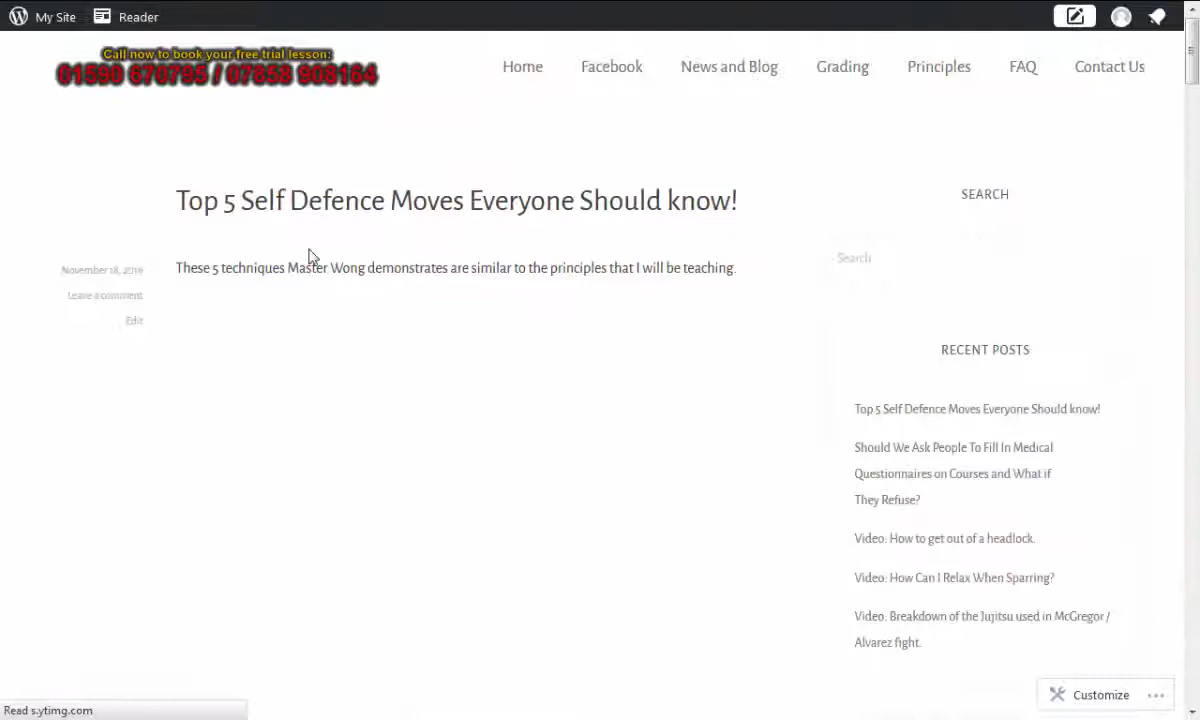 My Site
Reader
Call now to book your free trial lesson:
01590 670795 / 07858 908164
Home
Facebook
News and Blog
Grading
Principles
FAQ
Contact Us
Top 5 Self Defence Moves Everyone Should know!
November 18, 2016
Leave a comment
Edit
These 5 techniques Master Wong demonstrates are similar to the principles that I will be teaching.
SEARCH
Search
RECENT POSTS
Top 5 Self Defence Moves Everyone Should know!
Should We Ask People To Fill In Medical
Questionnaires on Courses and What if
They Refuse?
Video: How to get out of a headlock.
Video: How Can I Relax When Sparring?
Video: Breakdown of the Jujitsu used in McGregor /
Alvarez fight.
Customize
Read s.ytimg.com